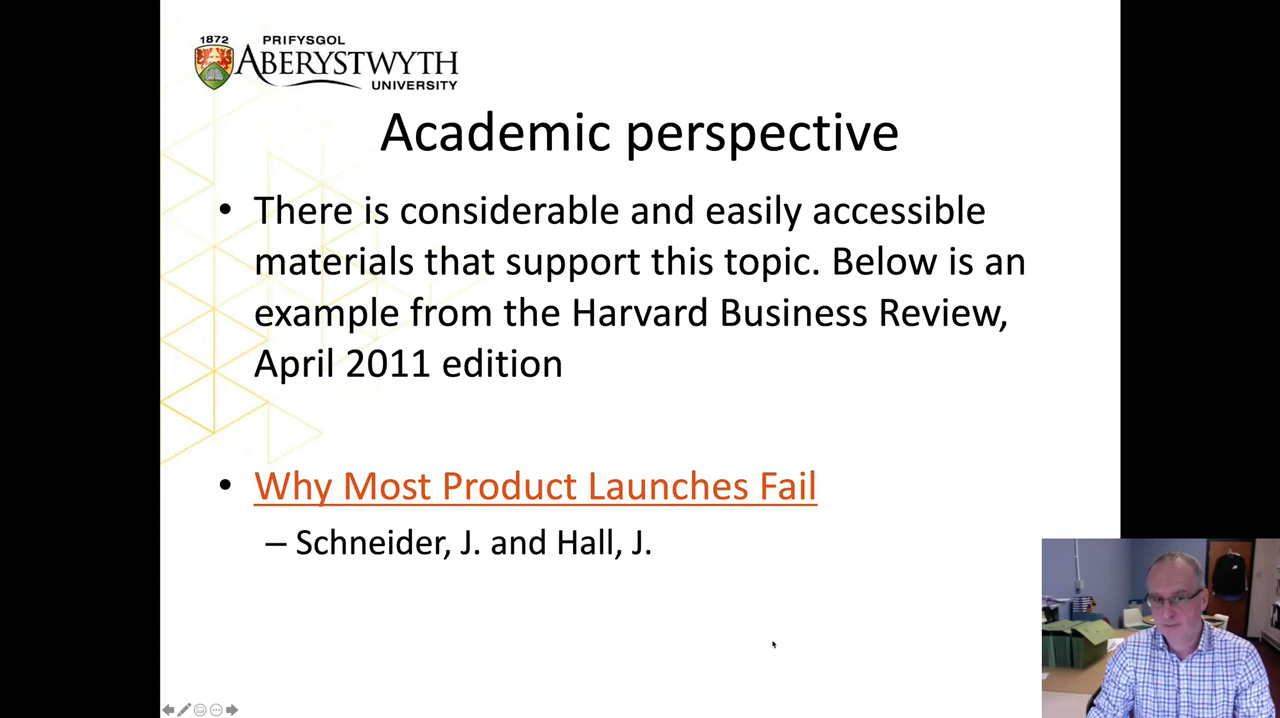 1872
PRIFYSGOL
ABERYSTWYTH
UNIVERSITY
Academic perspective
• There is considerable and easily accessible
materials that support this topic. Below is an
example from the Harvard Business Review,
April 2011 edition
• Why Most Product Launches Fail
– Schneider, J. and Hall, J.